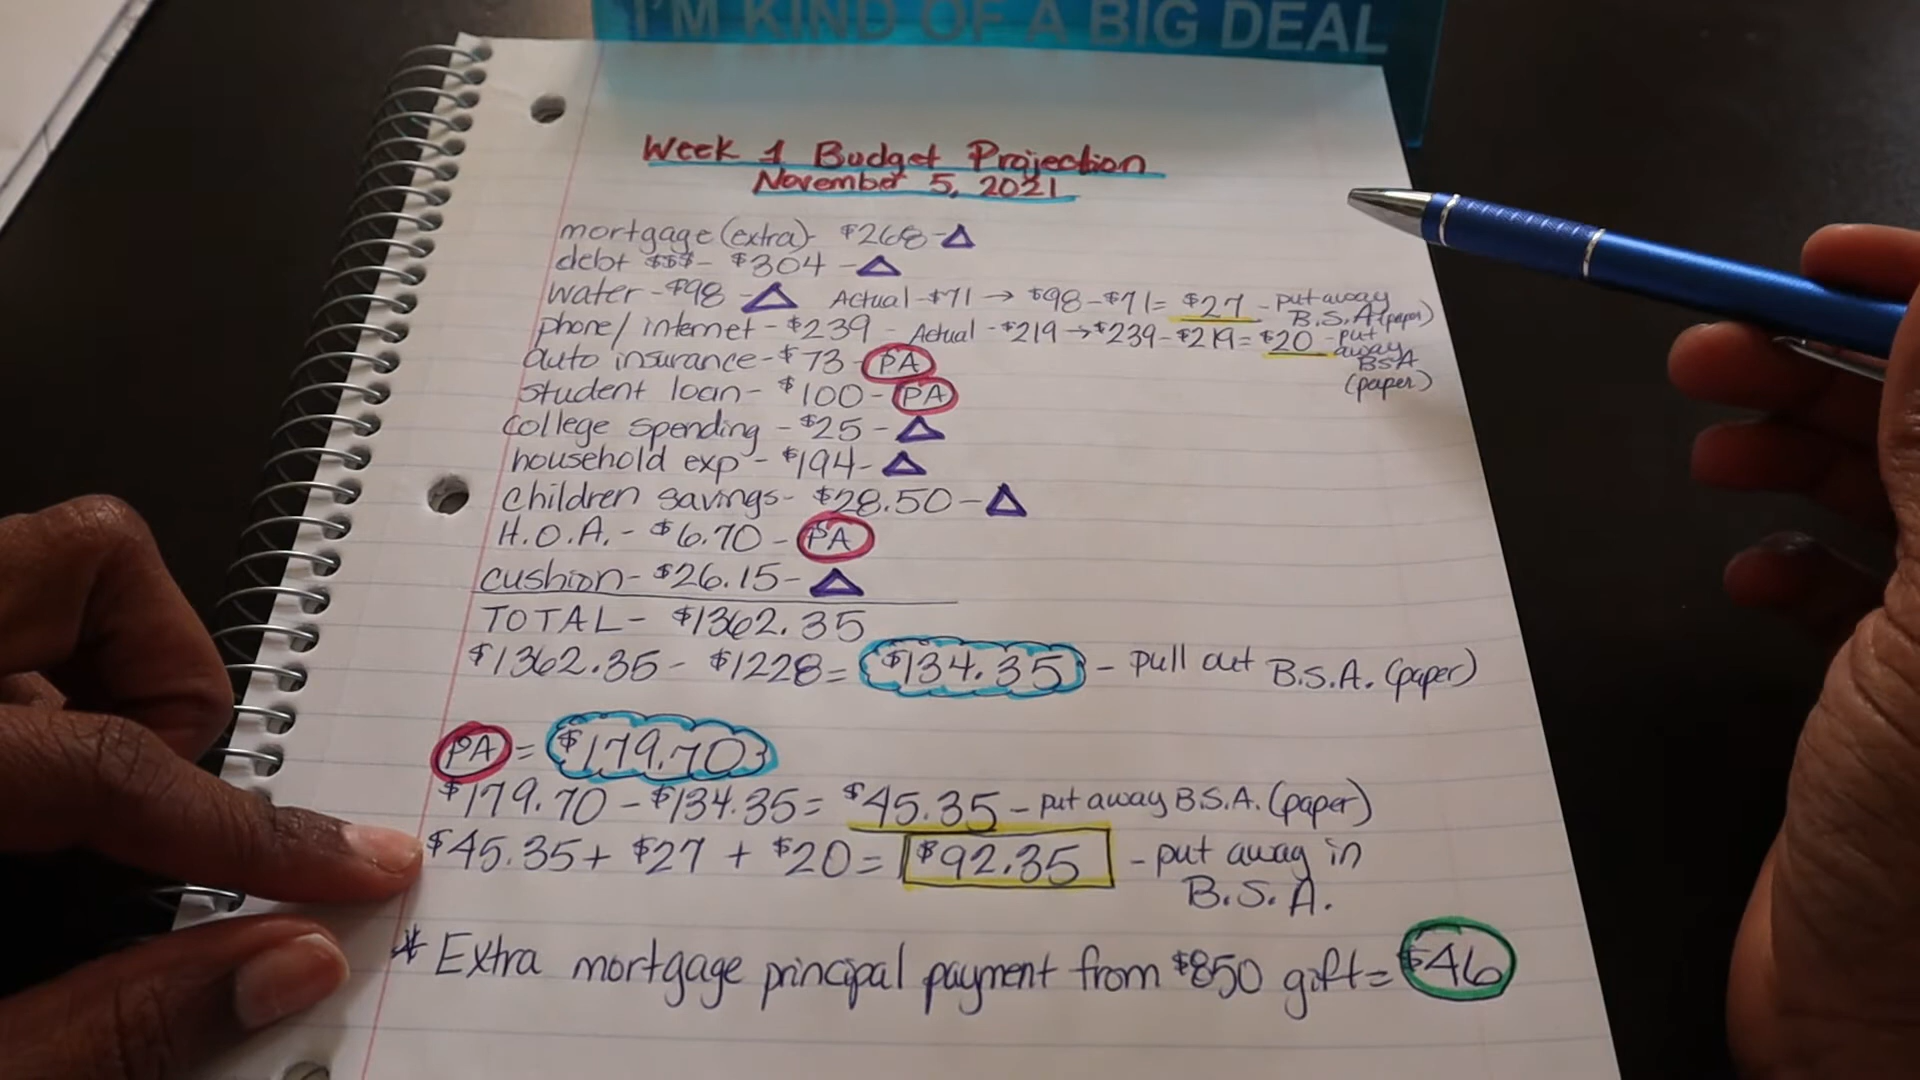 I'M KIND OF A BIG DEAL
Week 1 Budget Projection
November 5, 2021
mortgage (extra)- $268-
debt $$$- $304 -
water-$98 - Actual-$71 → $98-$71= $27 - put away B.S.A (paper)
phone/internet-$239 - Actual -$219 →$239-$219= $20 -put away BSA (paper)
auto insurance-$73- PA
student loan- $100- PA
college spending - $25 -
household exp - $194-
children savings- $28.50 -
H.O.A. - $6.70 - PA
cushion- $26.15-
TOTAL- $1362.35
$1362.35 - $1228= $134.35 - pull out B.S.A. (paper)
PA = $179.70
$179.70 - $134.35= $45.35 - put away B.S.A. (paper)
$45.35+ $27 + $20= $92.35 - put away in B.S.A.
* Extra mortgage principal payment from $850 gift= $46